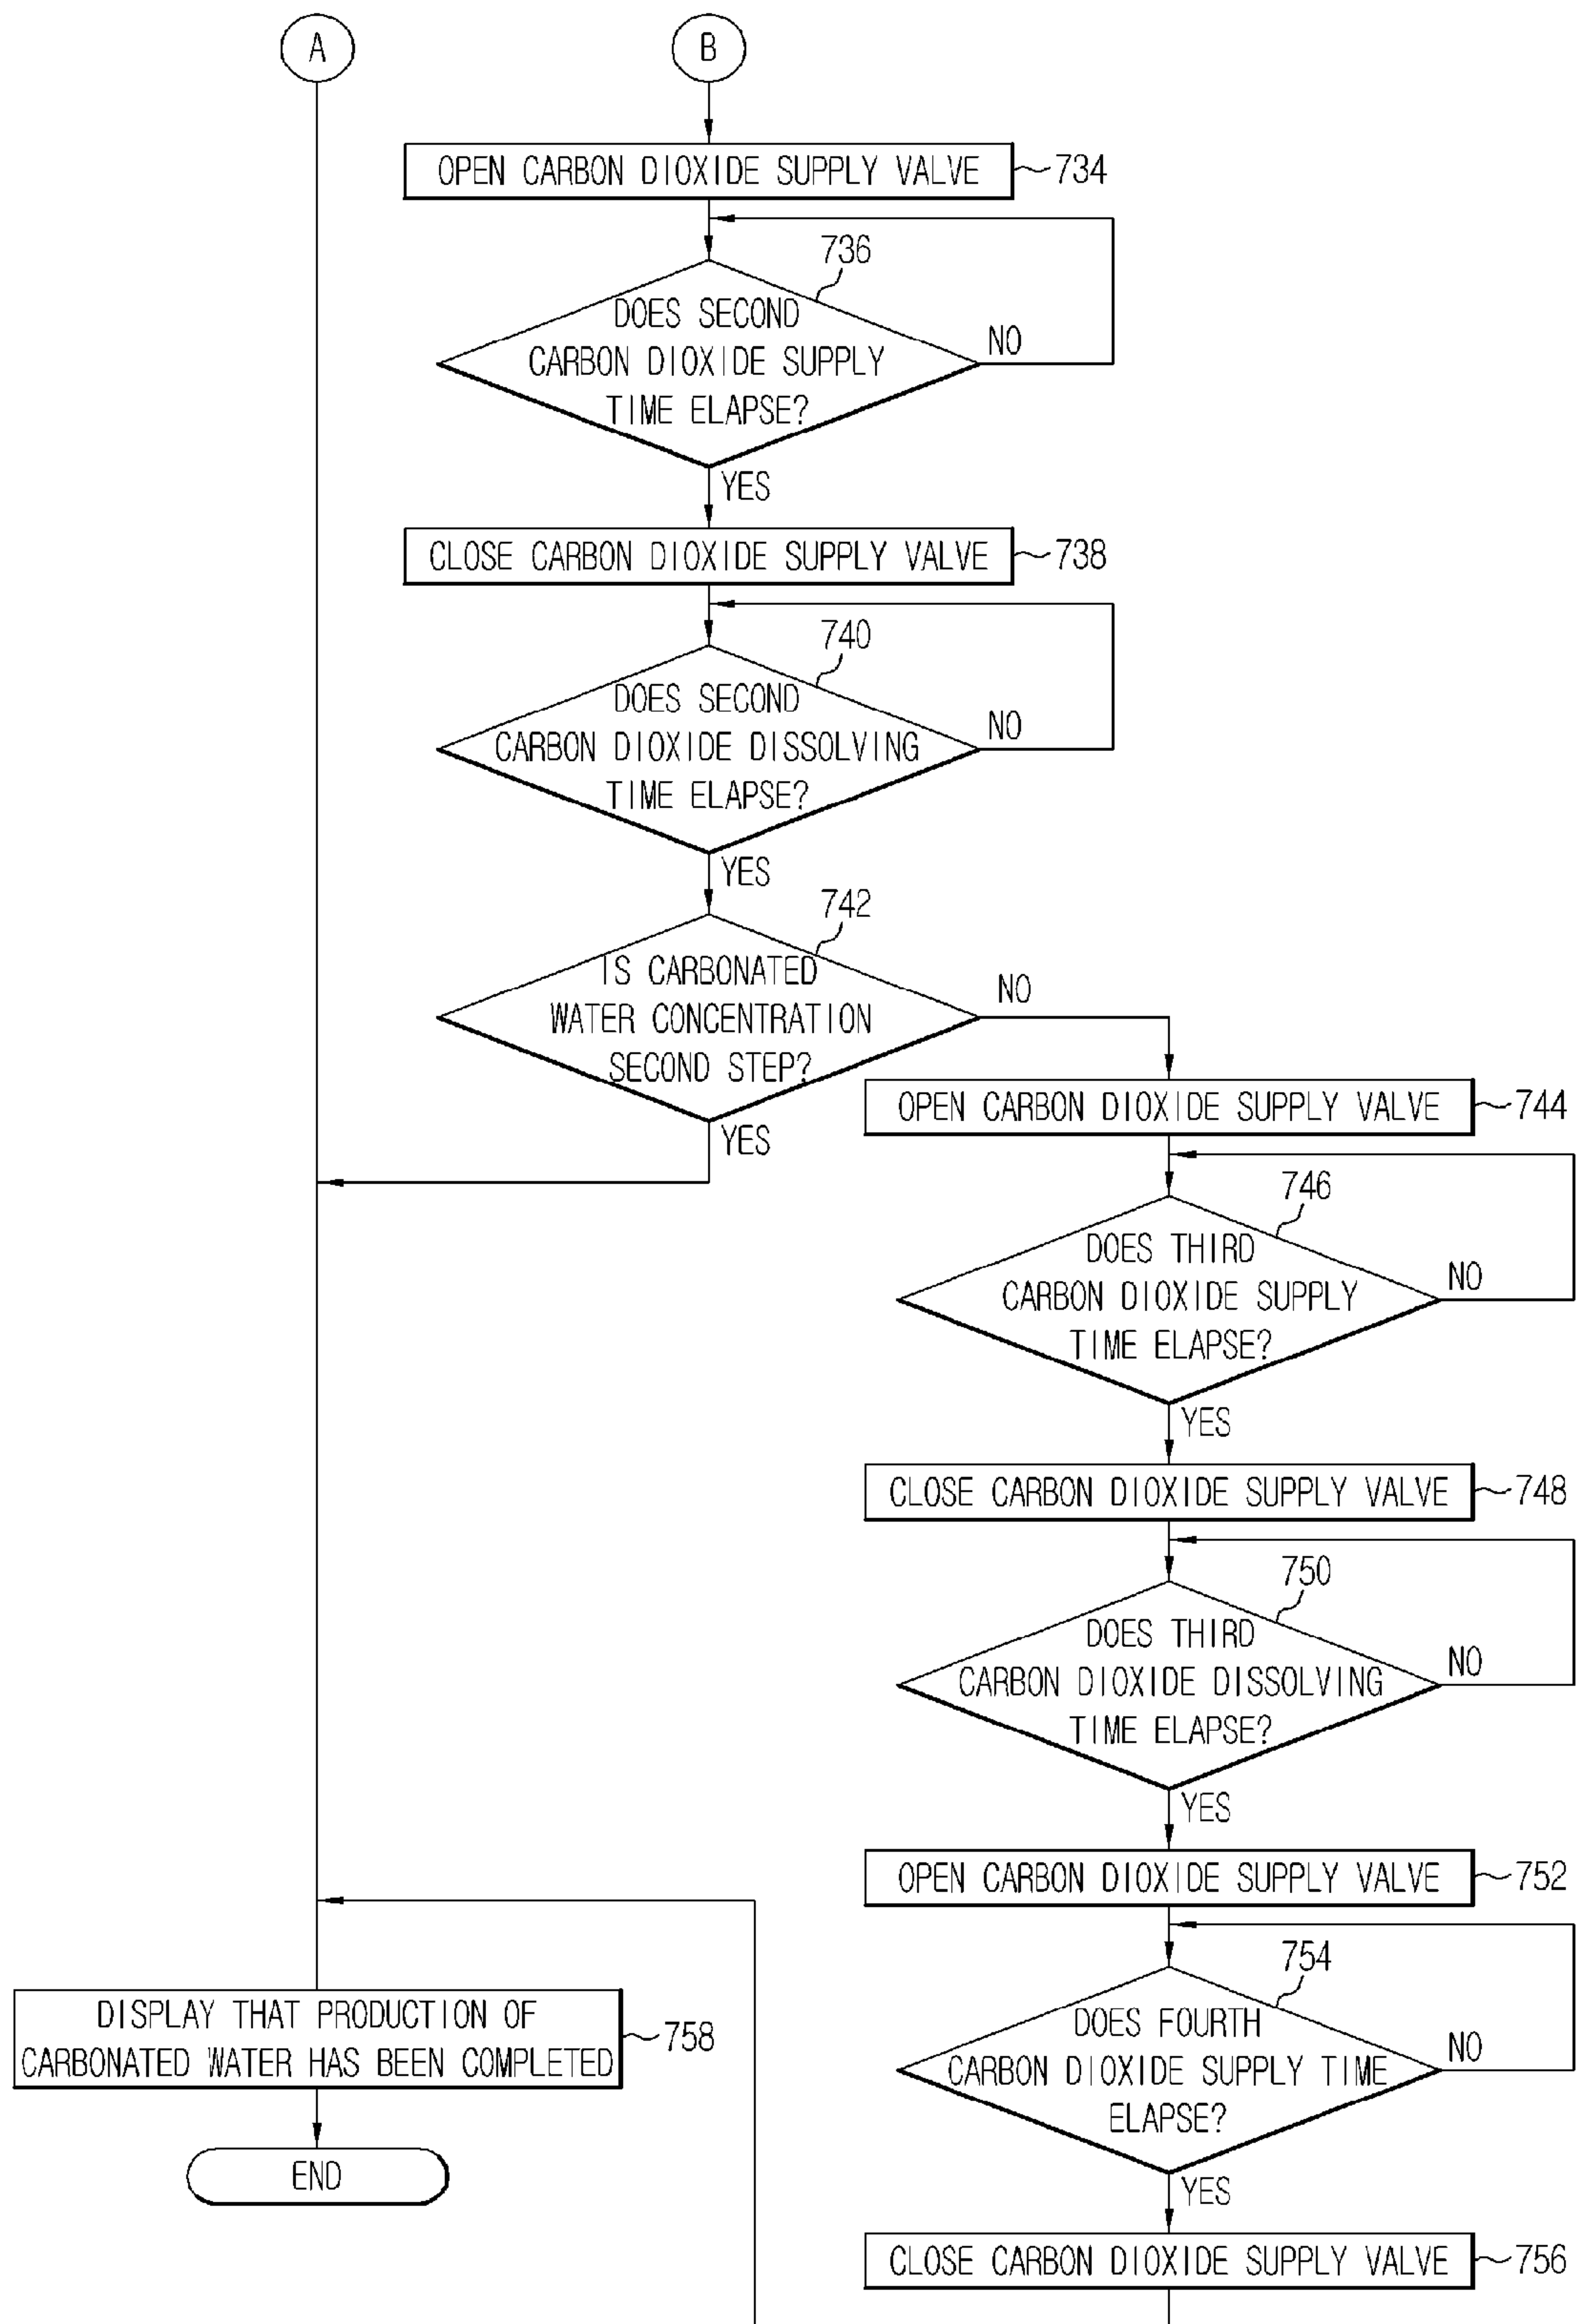 A
B
OPEN CARBON DIOXIDE SUPPLY VALVE
734
736
DOES SECOND
CARBON DIOXIDE SUPPLY
TIME ELAPSE?
NO
YES
CLOSE CARBON DIOXIDE SUPPLY VALVE
738
740
DOES SECOND
CARBON DIOXIDE DISSOLVING
TIME ELAPSE?
NO
YES
742
IS CARBONATED
WATER CONCENTRATION
SECOND STEP?
NO
YES
OPEN CARBON DIOXIDE SUPPLY VALVE
744
746
DOES THIRD
CARBON DIOXIDE SUPPLY
TIME ELAPSE?
NO
YES
CLOSE CARBON DIOXIDE SUPPLY VALVE
748
750
DOES THIRD
CARBON DIOXIDE DISSOLVING
TIME ELAPSE?
NO
YES
OPEN CARBON DIOXIDE SUPPLY VALVE
752
754
DOES FOURTH
CARBON DIOXIDE SUPPLY TIME
ELAPSE?
NO
YES
CLOSE CARBON DIOXIDE SUPPLY VALVE
756
DISPLAY THAT PRODUCTION OF
CARBONATED WATER HAS BEEN COMPLETED
758
END